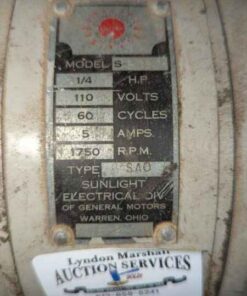 MODEL S
1/4 H.P.
110 VOLTS
60 CYCLES
5 AMPS.
1750 R.P.M.
TYPE SAO
SUNLIGHT
ELECTRICAL DIV.
OF GENERAL MOTORS
WARREN, OHIO
Lyndon Marshall
AUCTION SERVICES